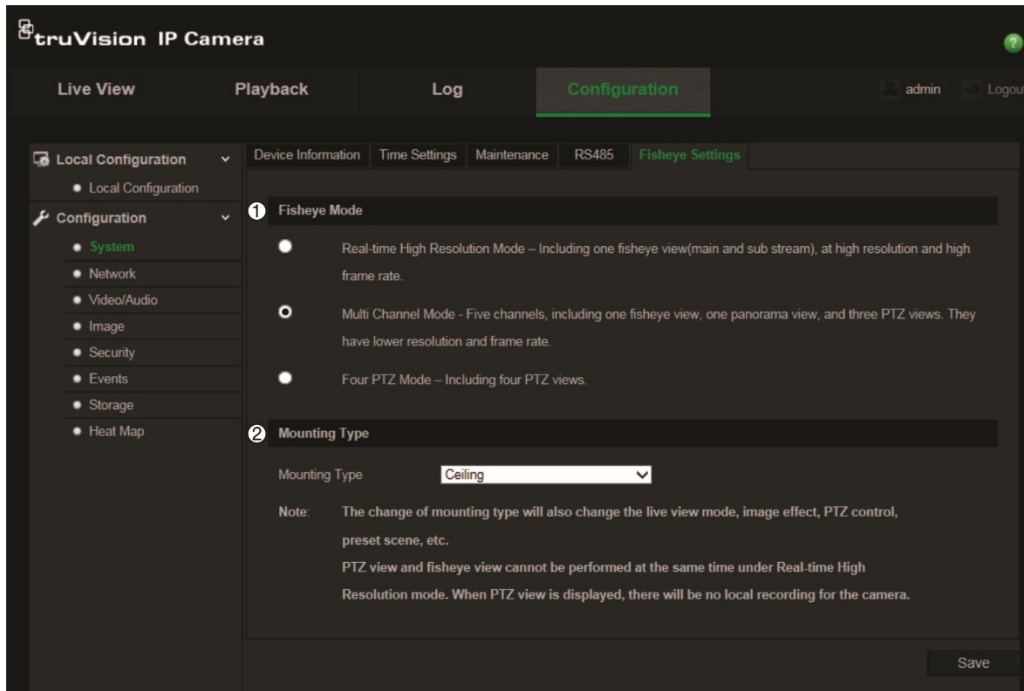 truVision IP Camera
?
Live View Playback Log Configuration admin Logout
Local Configuration
Local Configuration
Configuration
System
Network
Video/Audio
Image
Security
Events
Storage
Heat Map
Device Information Time Settings Maintenance RS485 Fisheye Settings
1 Fisheye Mode
Real-time High Resolution Mode – Including one fisheye view(main and sub stream), at high resolution and high
frame rate.
Multi Channel Mode - Five channels, including one fisheye view, one panorama view, and three PTZ views. They
have lower resolution and frame rate.
Four PTZ Mode – Including four PTZ views.
2 Mounting Type
Mounting Type Ceiling
Note: The change of mounting type will also change the live view mode, image effect, PTZ control,
preset scene, etc.
PTZ view and fisheye view cannot be performed at the same time under Real-time High
Resolution mode. When PTZ view is displayed, there will be no local recording for the camera.
Save